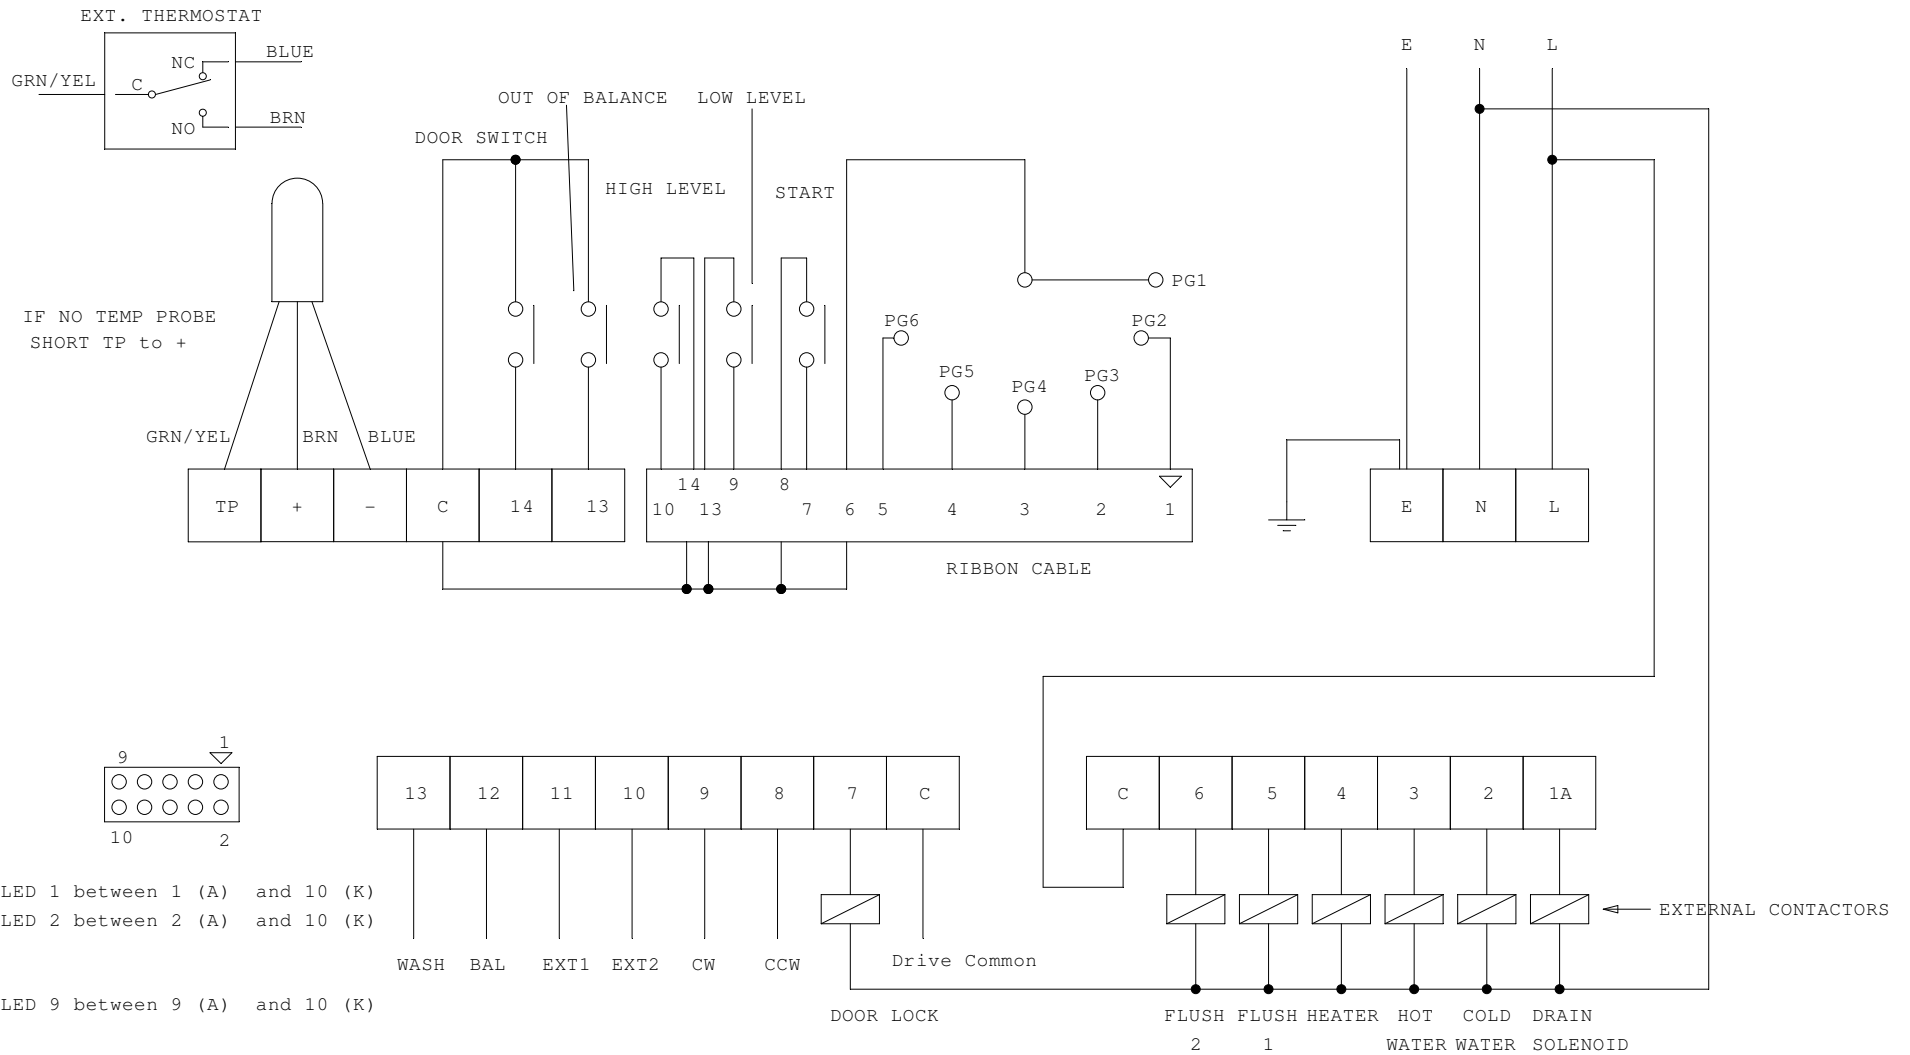 EXT. THERMOSTAT
NC
BLUE
GRN/YEL
C
NO
BRN
E
N
L
OUT OF BALANCE
LOW LEVEL
DOOR SWITCH
HIGH LEVEL
START
IF NO TEMP PROBE
SHORT TP to +
PG1
PG6
PG2
PG5
PG4
PG3
GRN/YEL
BRN
BLUE
TP
+
-
C
14
13
14
9
8
10
13
7
6
5
4
3
2
1
E
N
L
RIBBON CABLE
1
9
10
2
13
12
11
10
9
8
7
C
C
6
5
4
3
2
1A
LED 1 between 1 (A) and 10 (K)
LED 2 between 2 (A) and 10 (K)
LED 9 between 9 (A) and 10 (K)
EXTERNAL CONTACTORS
WASH
BAL
EXT1
EXT2
CW
CCW
Drive Common
DOOR LOCK
FLUSH
2
FLUSH
1
HEATER
HOT
WATER
COLD
WATER
DRAIN
SOLENOID